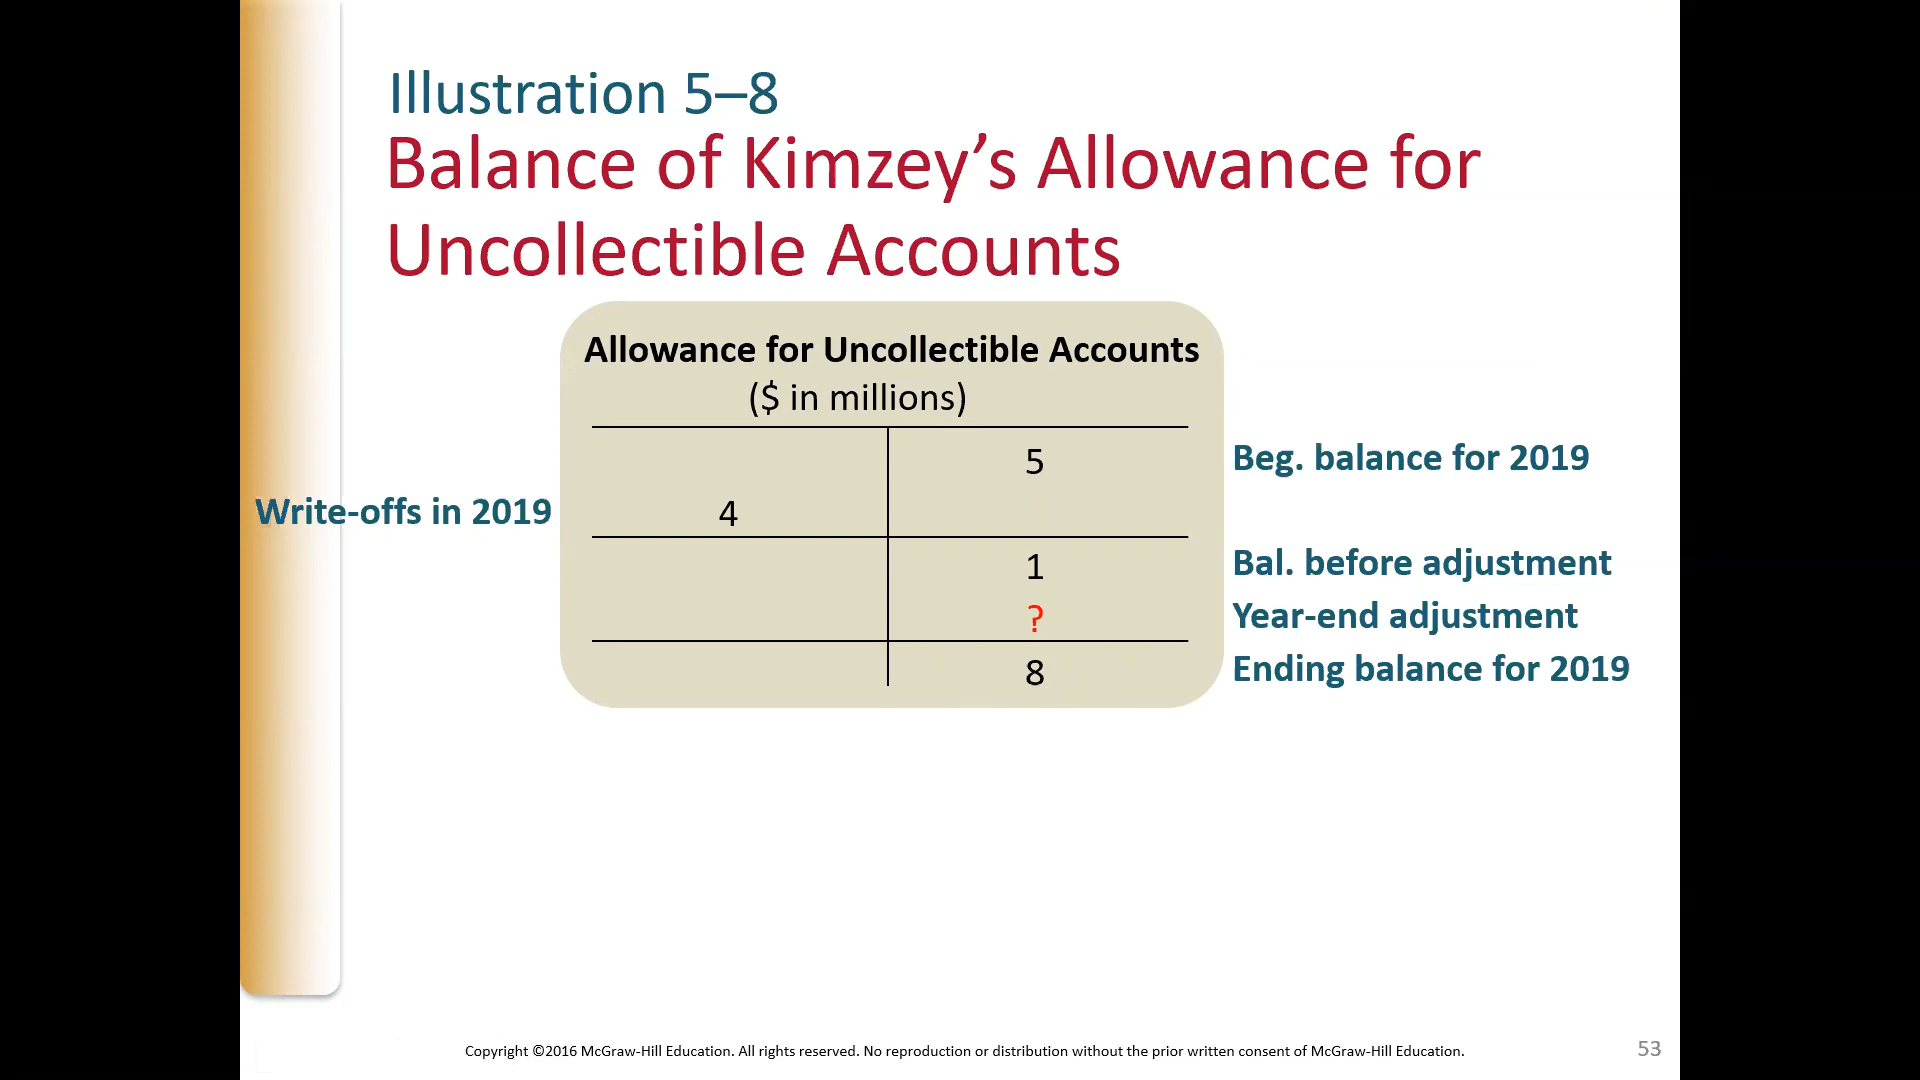 Illustration 5–8
Balance of Kimzey’s Allowance for
Uncollectible Accounts
Allowance for Uncollectible Accounts
($ in millions)
5 Beg. balance for 2019
Write-offs in 2019 4
1 Bal. before adjustment
? Year-end adjustment
8 Ending balance for 2019
Copyright ©2016 McGraw-Hill Education. All rights reserved. No reproduction or distribution without the prior written consent of McGraw-Hill Education.
53